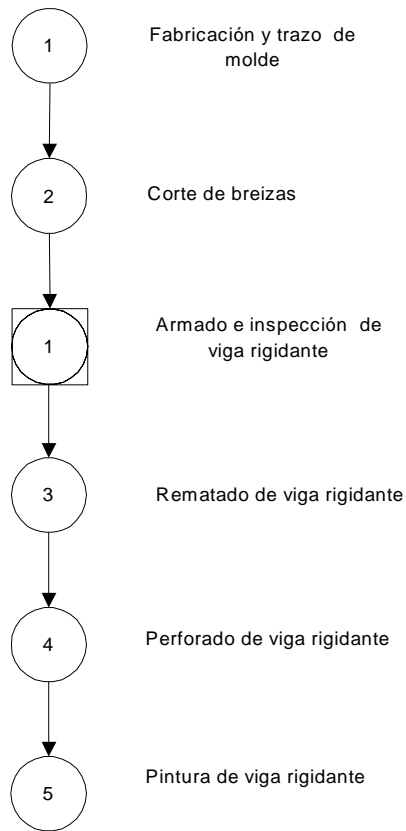 1
Fabricación y trazo de
molde
2
Corte de breizas
1
Armado e inspección de
viga rigidante
3
Rematado de viga rigidante
4
Perforado de viga rigidante
5
Pintura de viga rigidante